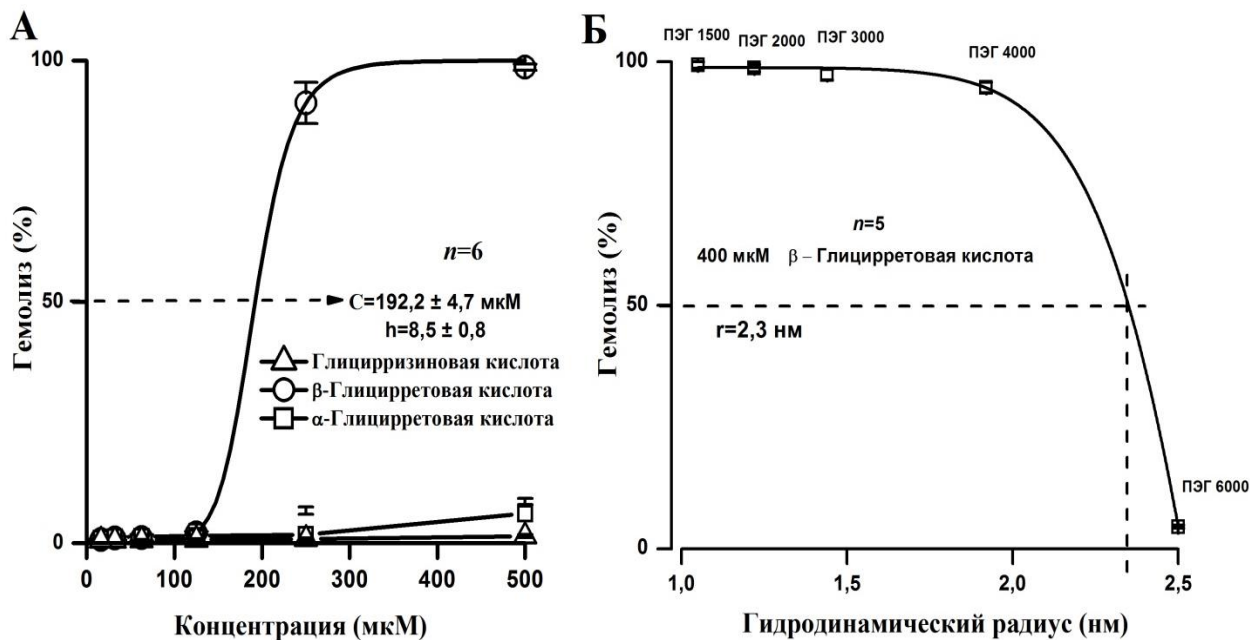 А
Гемолиз (%)
100
50
0
n=6
С=192,2 ± 4,7 мкМ
h=8,5 ± 0,8
Глицирризиновая кислота
β-Глицирретовая кислота
α-Глицирретовая кислота
0 100 200 300 400 500
Концентрация (мкМ)
Б
Гемолиз (%)
ПЭГ 1500 ПЭГ 2000 ПЭГ 3000 ПЭГ 4000
100
50
0
n=5
400 мкМ β – Глицирретовая кислота
r=2,3 нм
ПЭГ 6000
1,0 1,5 2,0 2,5
Гидродинамический радиус (нм)